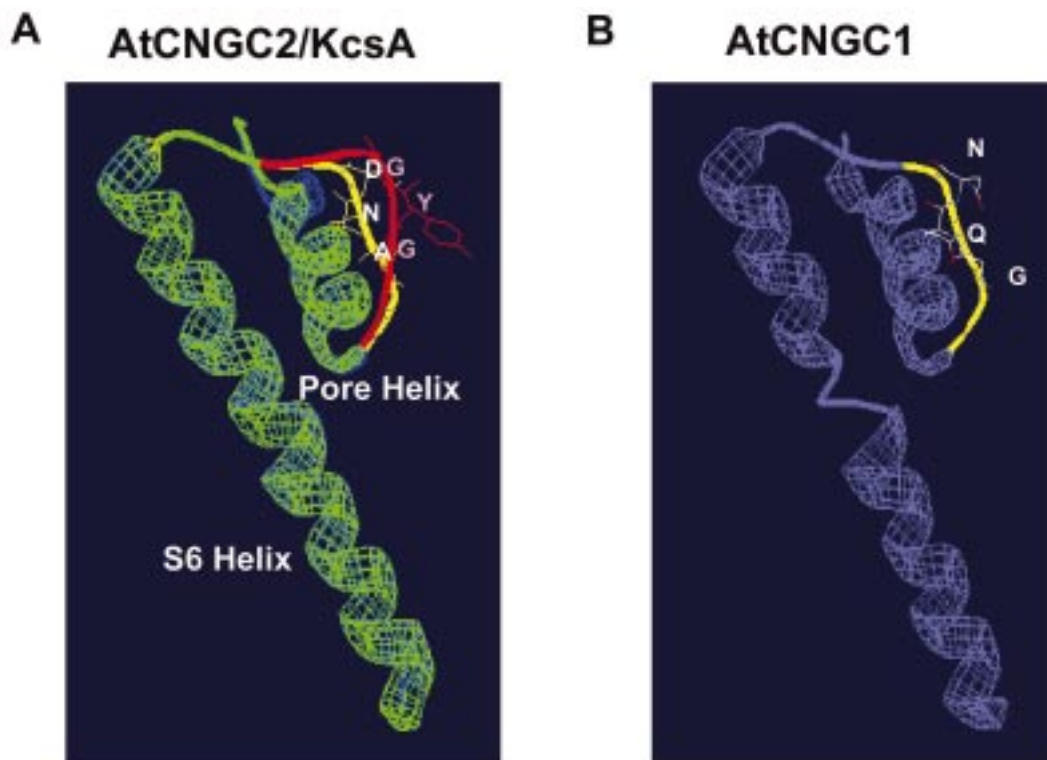 A AtCNGC2/KcsA
B AtCNGC1
D G
Y
N
A G
Pore Helix
S6 Helix
N
Q
G